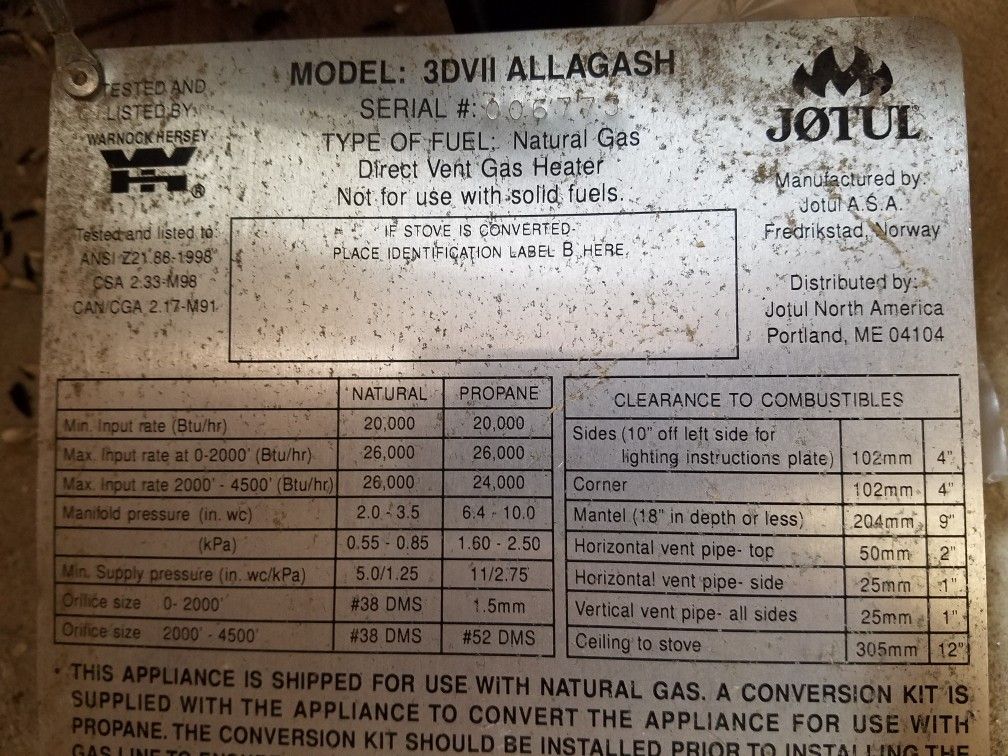 MODEL: 3DVII ALLAGASH
SERIAL #:
TYPE OF FUEL: Natural Gas
Direct Vent Gas Heater
Not for use with solid fuels.
TESTED AND
LISTED BY
WARNOCK HERSEY
WH ®
Tested and listed to:
ANSI Z21.88-1998
CSA 2.33-M98
CAN/CGA 2.17-M91
IF STOVE IS CONVERTED-
PLACE IDENTIFICATION LABEL B HERE.
JØTUL
Manufactured by:
Jotul A.S.A.
Fredrikstad, Norway
Distributed by:
Jotul North America
Portland, ME 04104
NATURAL PROPANE
Min. Input rate (Btu/hr) 20,000 20,000
Max. Input rate at 0-2000' (Btu/hr) 26,000 26,000
Max. Input rate 2000' - 4500' (Btu/hr) 26,000 24,000
Manifold pressure (in. wc) 2.0 - 3.5 6.4 - 10.0
(kPa) 0.55 - 0.85 1.60 - 2.50
Min. Supply pressure (in. wc/kPa) 5.0/1.25 11/2.75
Orifice size 0- 2000' #38 DMS 1.5mm
Orifice size 2000' - 4500' #38 DMS #52 DMS
CLEARANCE TO COMBUSTIBLES
Sides (10" off left side for
lighting instructions plate) 102mm 4"
Corner 102mm 4"
Mantel (18" in depth or less) 204mm 9"
Horizontal vent pipe- top 50mm 2"
Horizontal vent pipe- side 25mm 1"
Vertical vent pipe- all sides 25mm 1"
Ceiling to stove 305mm 12"
• THIS APPLIANCE IS SHIPPED FOR USE WITH NATURAL GAS. A CONVERSION KIT IS
SUPPLIED WITH THE APPLIANCE TO CONVERT THE APPLIANCE FOR USE WITH
PROPANE. THE CONVERSION KIT SHOULD BE INSTALLED PRIOR TO INSTALLING THE
GAS LINE TO